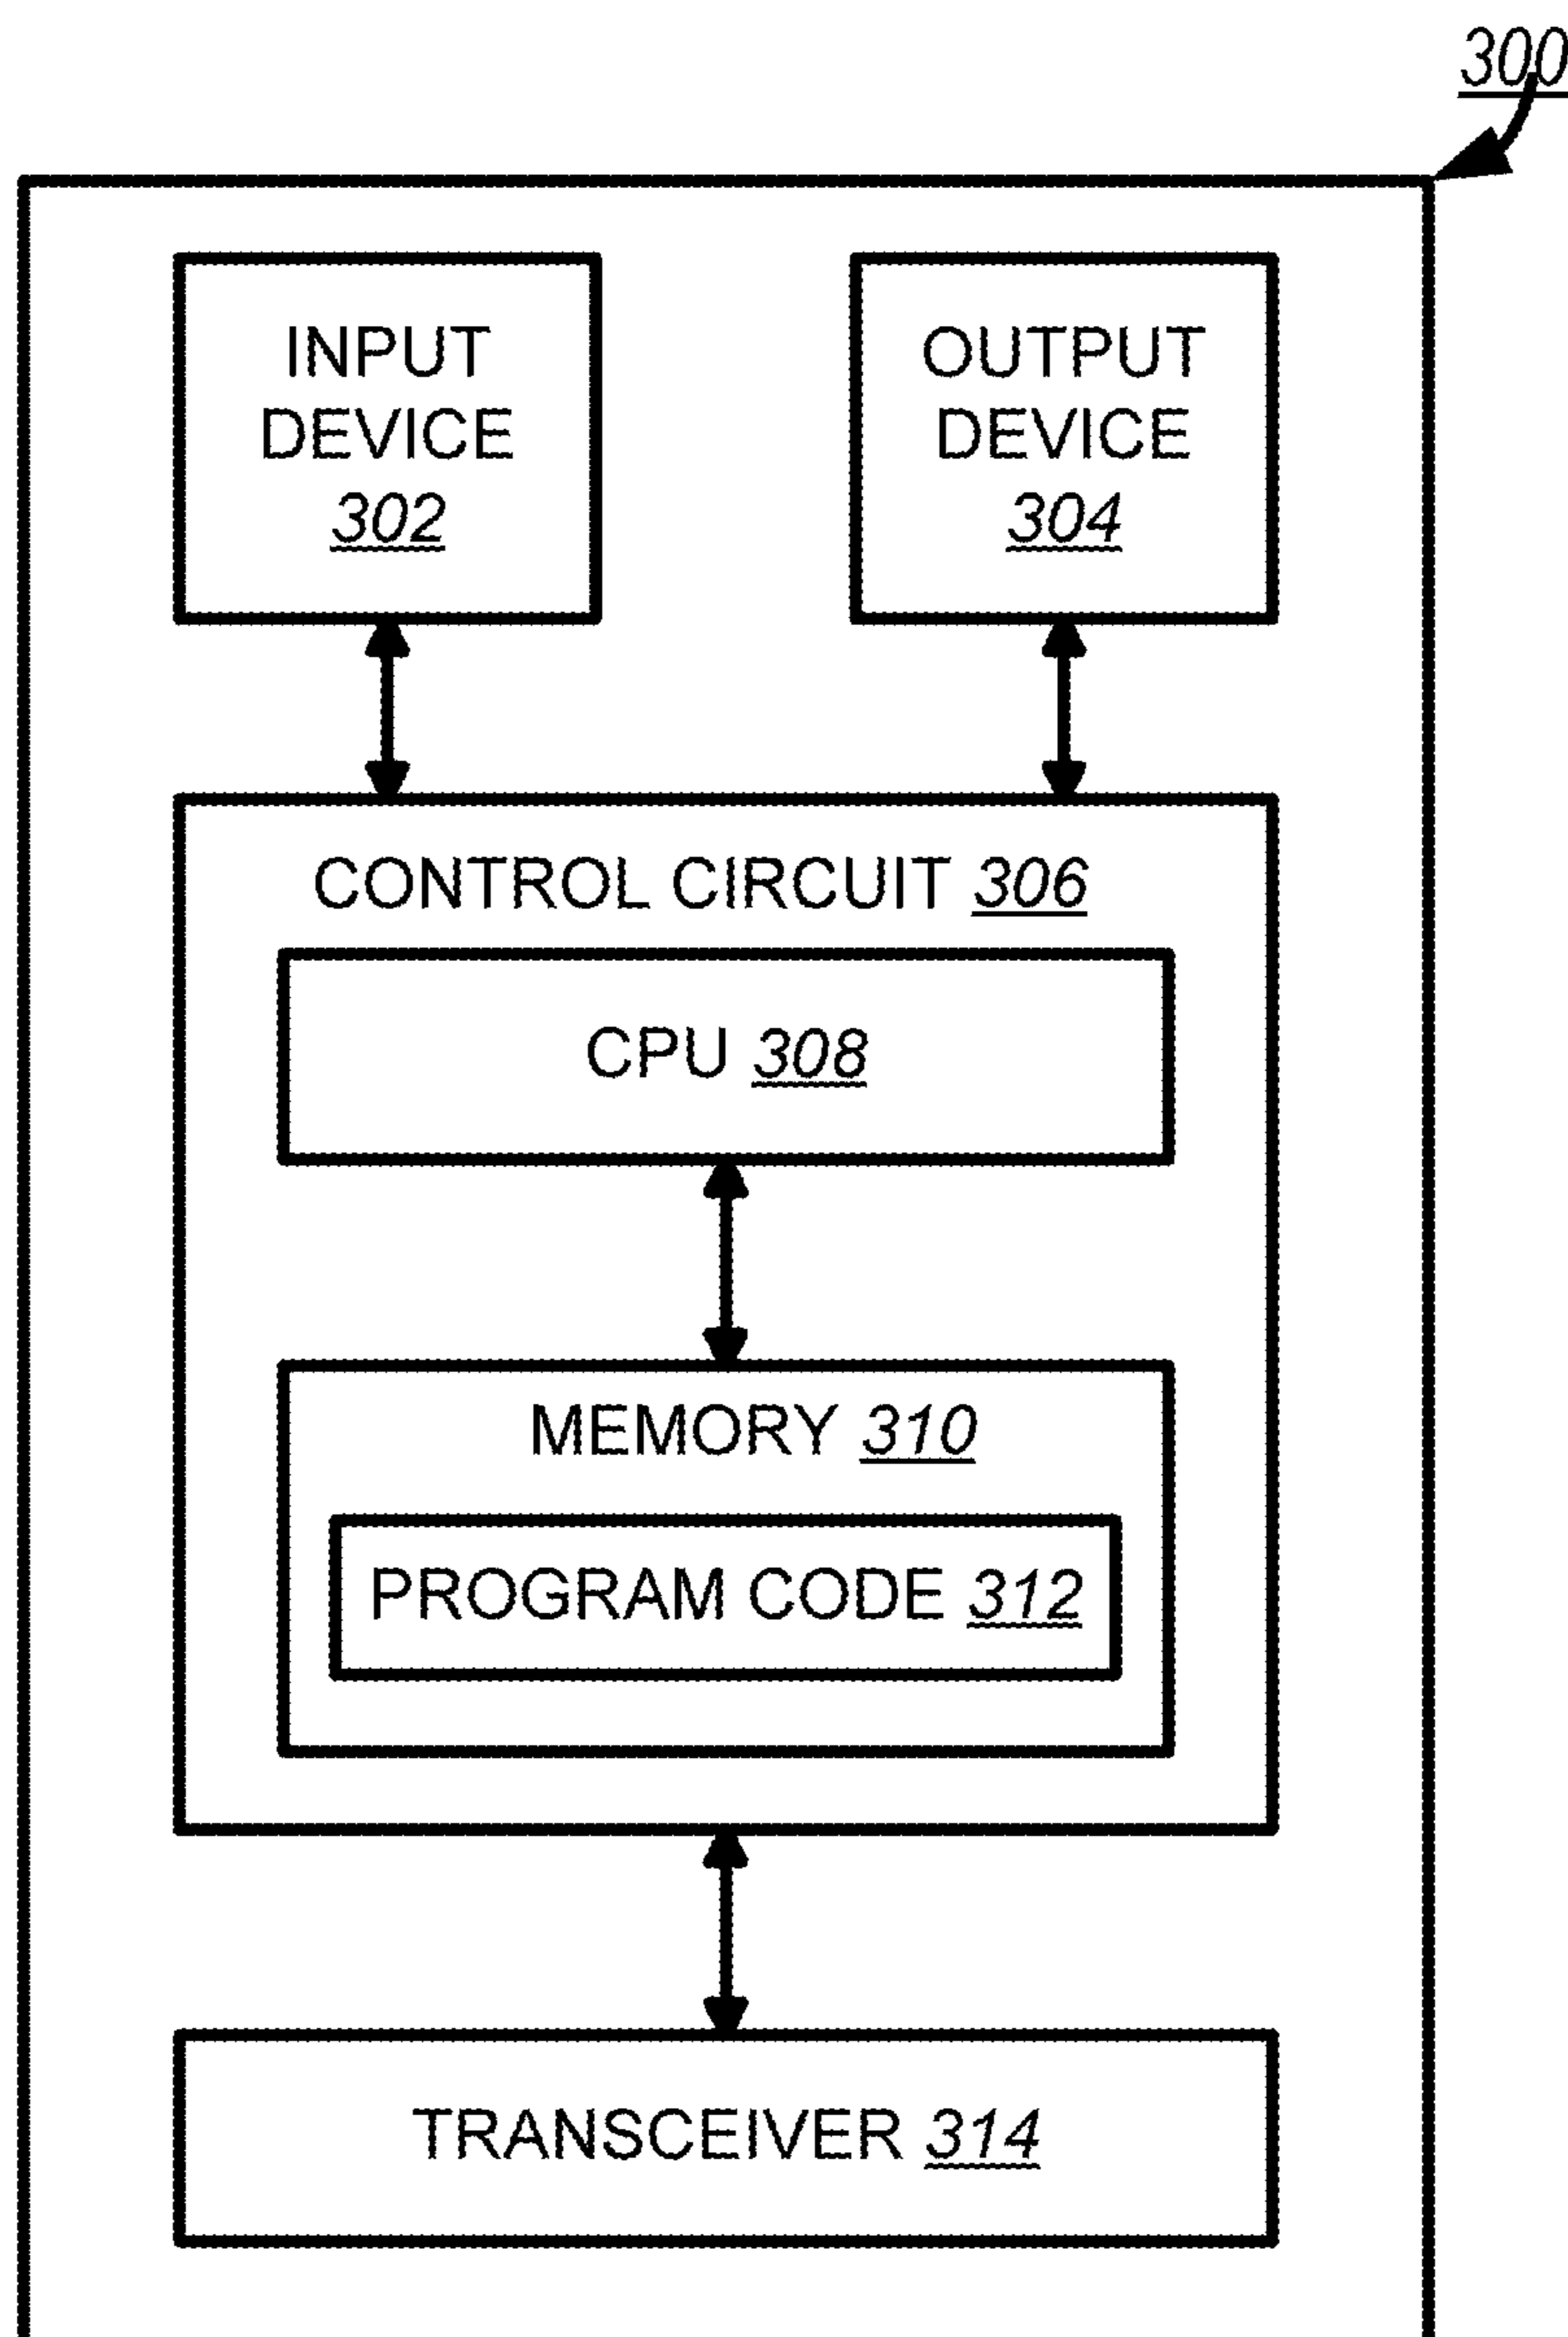 300
INPUT
DEVICE
302
OUTPUT
DEVICE
304
CONTROL CIRCUIT 306
CPU 308
MEMORY 310
PROGRAM CODE 312
TRANSCEIVER 314